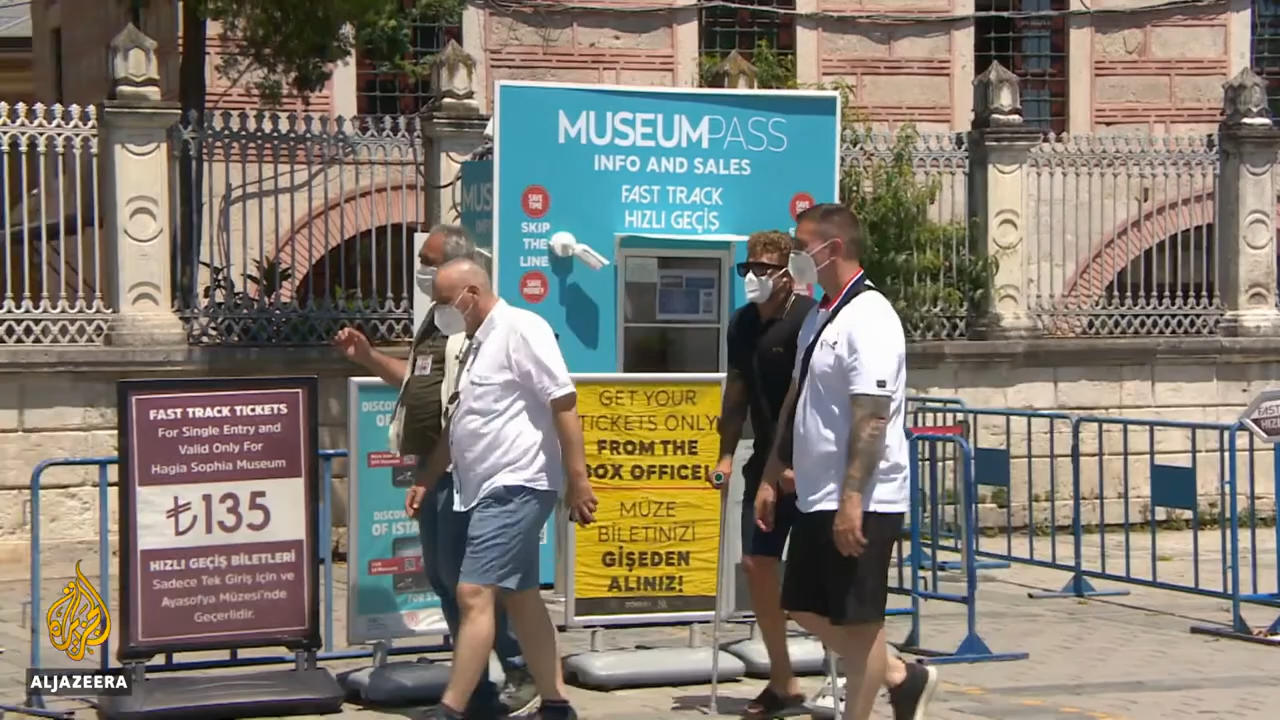 MUSEUMPASS
INFO AND SALES
FAST TRACK
HIZLI GEÇİŞ
SAVE
TIME
SKIP
THE
LINE
SAVE
MONEY
SAVE
FAST TRACK TICKETS
For Single Entry and
Valid Only For
Hagia Sophia Museum
₺135
HIZLI GEÇİŞ BİLETLERİ
Sadece Tek Giriş İçin ve
Ayasofya Müzesi'nde
Geçerlidir.
GET YOUR
TICKETS ONLY
FROM THE
BOX OFFICE!
MÜZE
BİLETİNİZİ
GİŞEDEN
ALINIZ!
ALJAZEERA